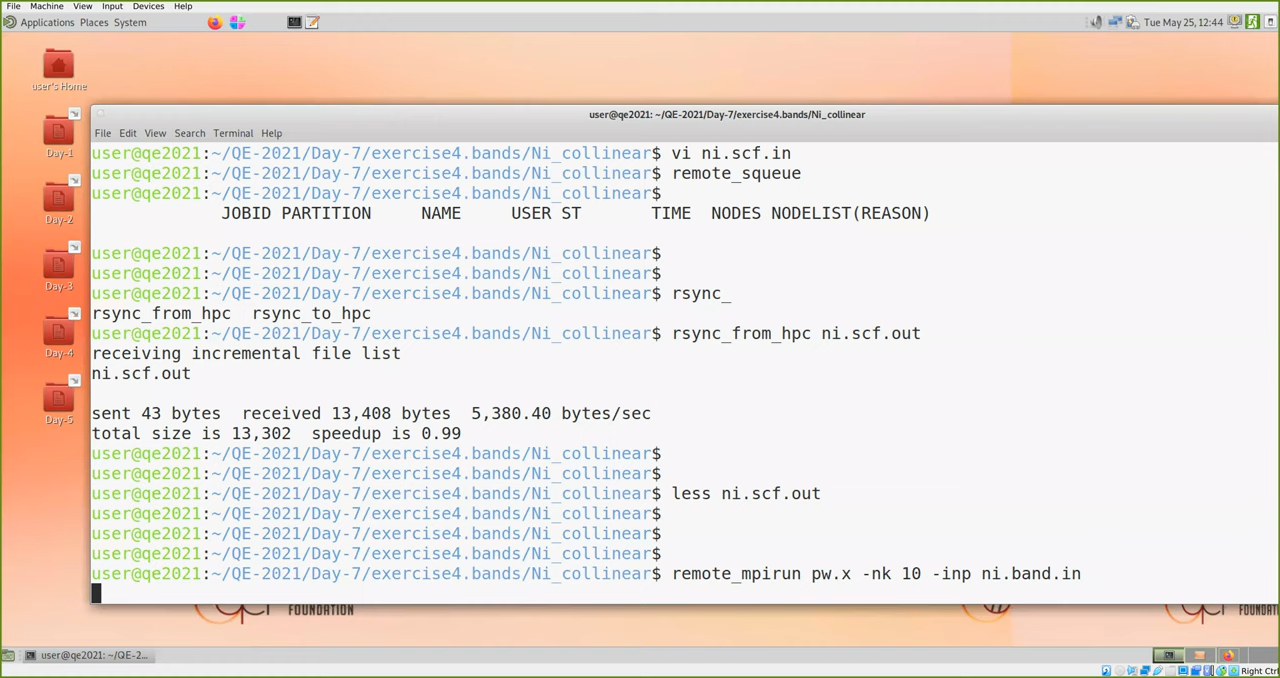 File Machine View Input Devices Help
Applications Places System
Tue May 25, 12:44
user's Home
Day-1
Day-2
Day-3
Day-4
Day-5
user@qe2021: ~/QE-2021/Day-7/exercise4.bands/Ni_collinear
File Edit View Search Terminal Help
user@qe2021:~/QE-2021/Day-7/exercise4.bands/Ni_collinear$ vi ni.scf.in
user@qe2021:~/QE-2021/Day-7/exercise4.bands/Ni_collinear$ remote_squeue
user@qe2021:~/QE-2021/Day-7/exercise4.bands/Ni_collinear$
JOBID PARTITION NAME USER ST TIME NODES NODELIST(REASON)
user@qe2021:~/QE-2021/Day-7/exercise4.bands/Ni_collinear$
user@qe2021:~/QE-2021/Day-7/exercise4.bands/Ni_collinear$
user@qe2021:~/QE-2021/Day-7/exercise4.bands/Ni_collinear$ rsync_
rsync_from_hpc rsync_to_hpc
user@qe2021:~/QE-2021/Day-7/exercise4.bands/Ni_collinear$ rsync_from_hpc ni.scf.out
receiving incremental file list
ni.scf.out
sent 43 bytes received 13,408 bytes 5,380.40 bytes/sec
total size is 13,302 speedup is 0.99
user@qe2021:~/QE-2021/Day-7/exercise4.bands/Ni_collinear$
user@qe2021:~/QE-2021/Day-7/exercise4.bands/Ni_collinear$
user@qe2021:~/QE-2021/Day-7/exercise4.bands/Ni_collinear$ less ni.scf.out
user@qe2021:~/QE-2021/Day-7/exercise4.bands/Ni_collinear$
user@qe2021:~/QE-2021/Day-7/exercise4.bands/Ni_collinear$
user@qe2021:~/QE-2021/Day-7/exercise4.bands/Ni_collinear$
user@qe2021:~/QE-2021/Day-7/exercise4.bands/Ni_collinear$ remote_mpirun pw.x -nk 10 -inp ni.band.in
FOUNDATION
user@qe2021: ~/QE-2...
Right Ctrl